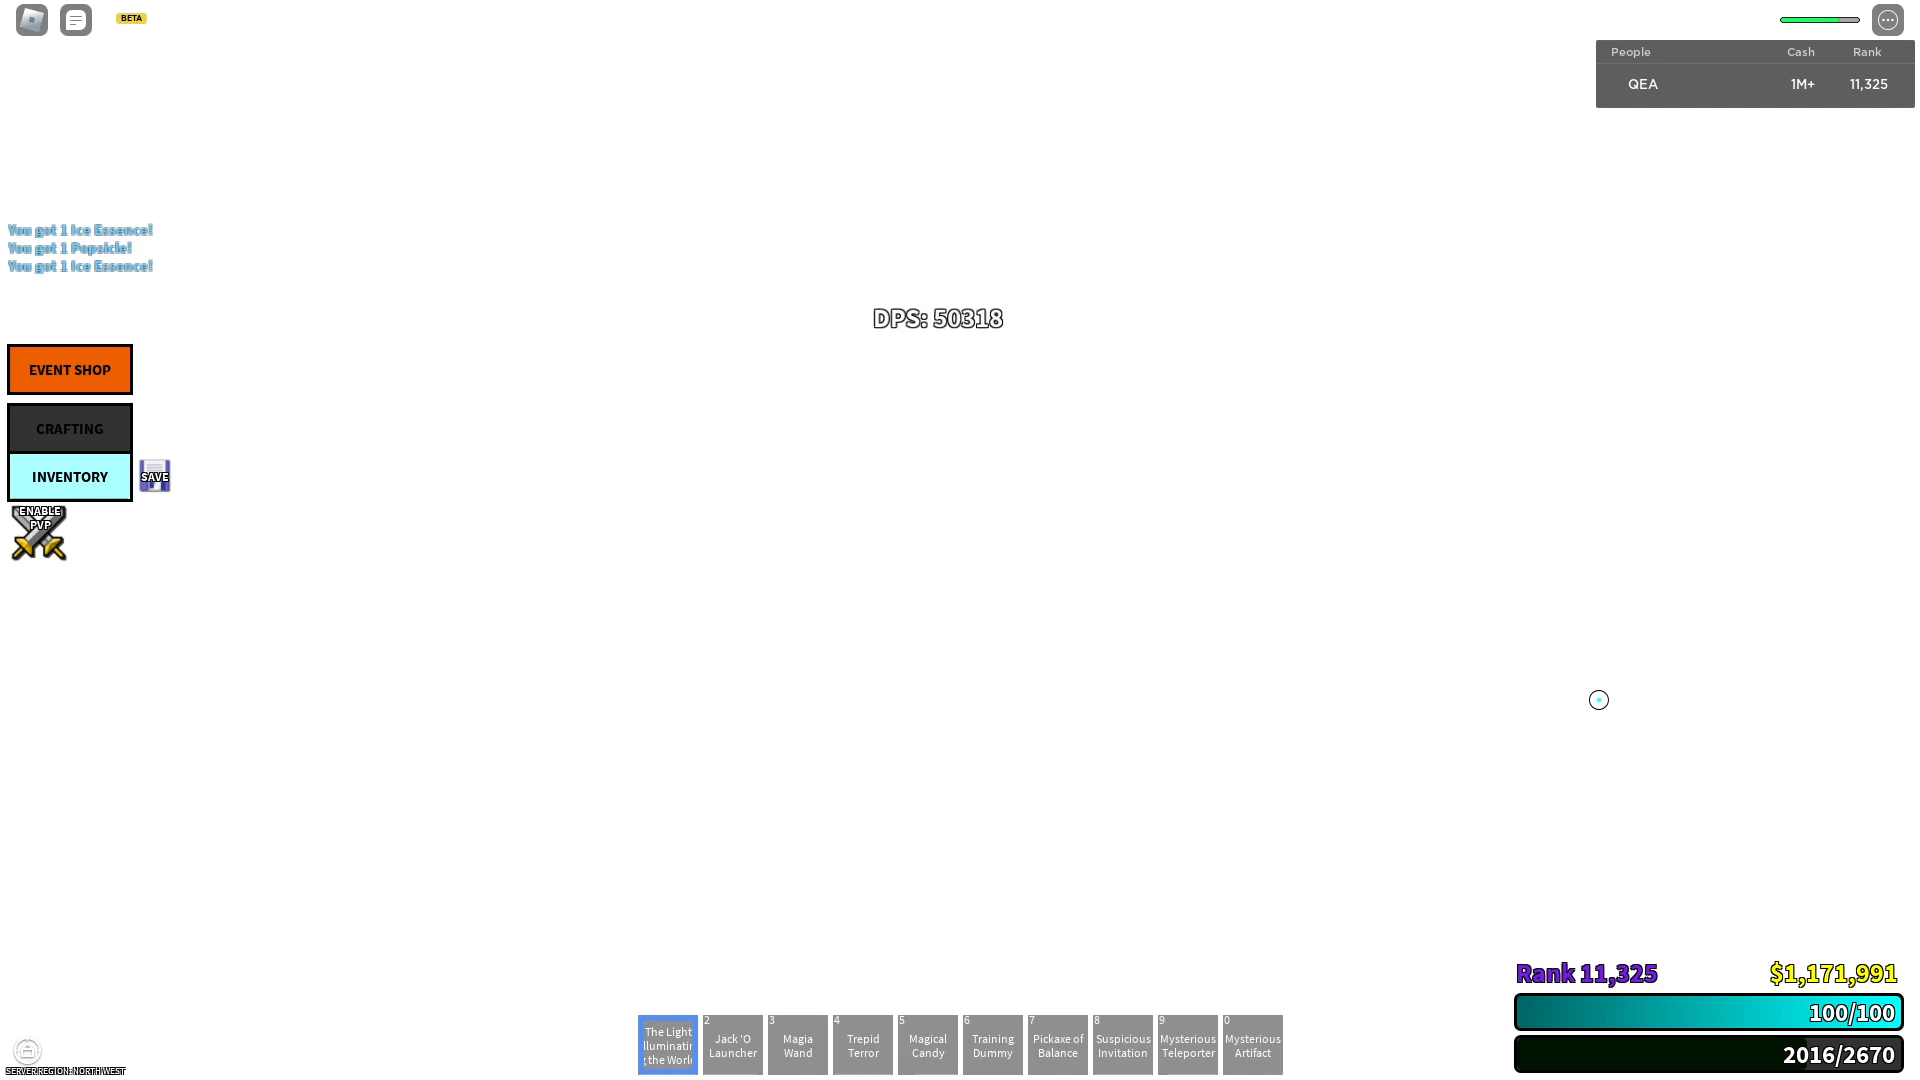 BETA
People Cash Rank
QEA 1M+ 11,325
You got 1 Ice Essence!
You got 1 Popsicle!
You got 1 Ice Essence!
DPS: 50318
EVENT SHOP
CRAFTING
INVENTORY
SAVE
ENABLE
PVP
Rank 11,325 $1,171,991
100/100
2016/2670
The Light
lluminatin
g the World
2
Jack 'O
Launcher
3
Magia
Wand
4
Trepid
Terror
5
Magical
Candy
6
Training
Dummy
7
Pickaxe of
Balance
8
Suspicious
Invitation
9
Mysterious
Teleporter
0
Mysterious
Artifact
SERVER REGION: NORTH WEST